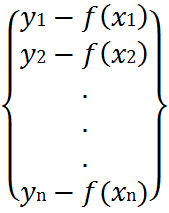 y1 − f(x1)
y2 − f(x2)
.
.
.
yn − f(xn)